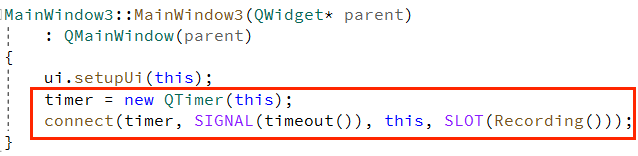 MainWindow3::MainWindow3(QWidget* parent)
: QMainWindow(parent)
{
ui.setupUi(this);
timer = new QTimer(this);
connect(timer, SIGNAL(timeout()), this, SLOT(Recording()));
}